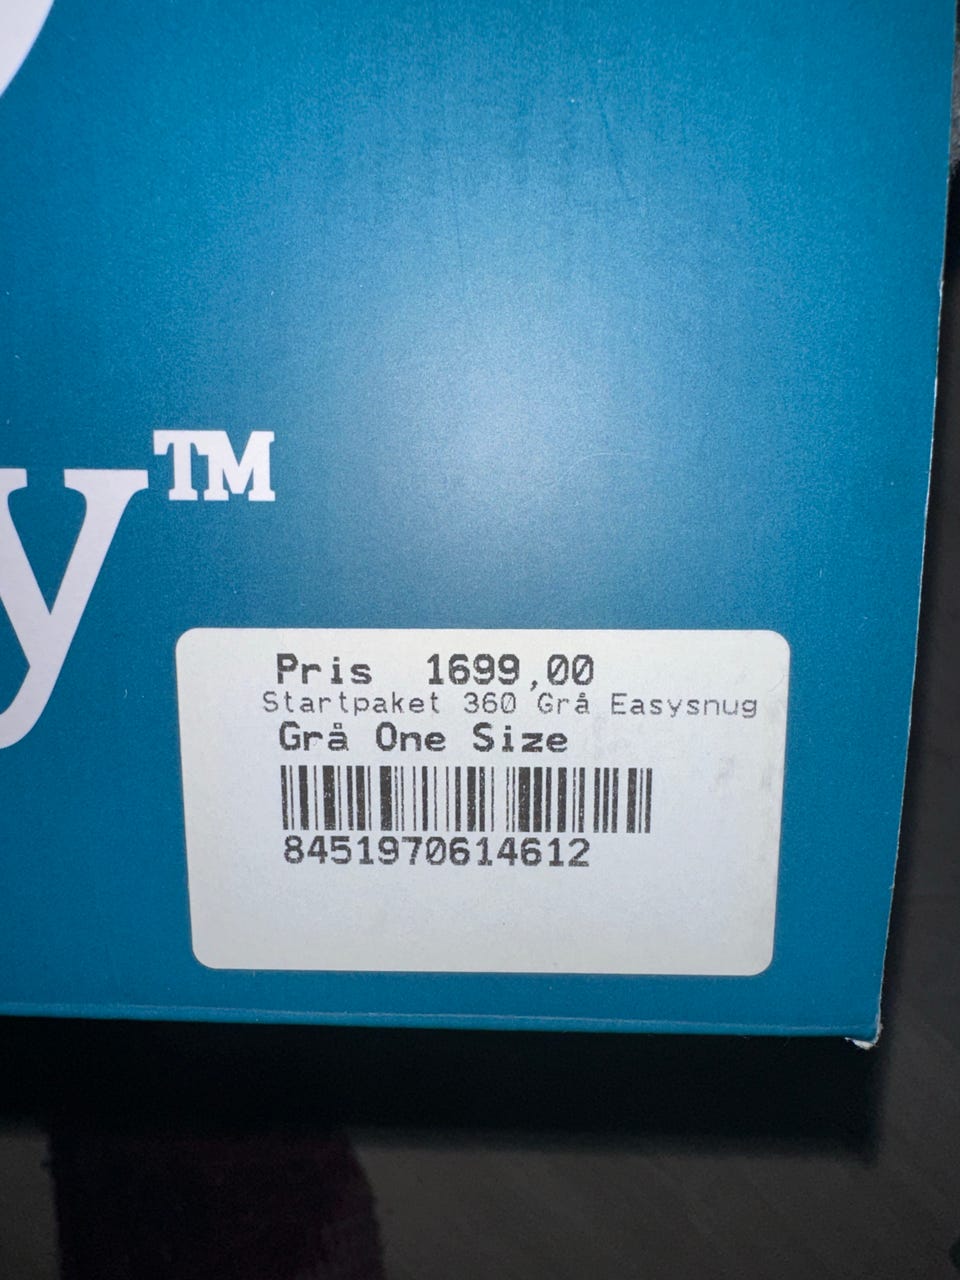 y™
Pris 1699,00
Startpaket 360 Grå Easysnug
Grå One Size
8451970614612